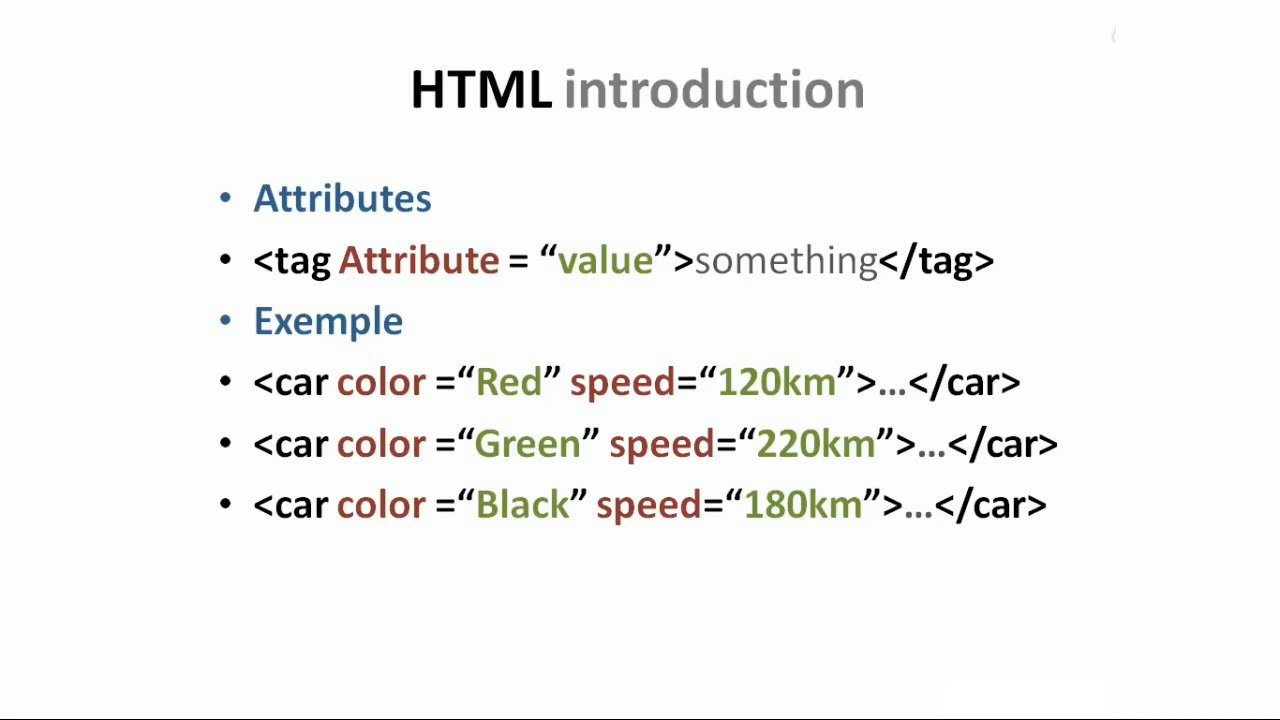 HTML introduction
• Attributes
• <tag Attribute = “value”>something</tag>
• Exemple
• <car color =“Red” speed=“120km”>...</car>
• <car color =“Green” speed=“220km”>...</car>
• <car color =“Black” speed=“180km”>...</car>